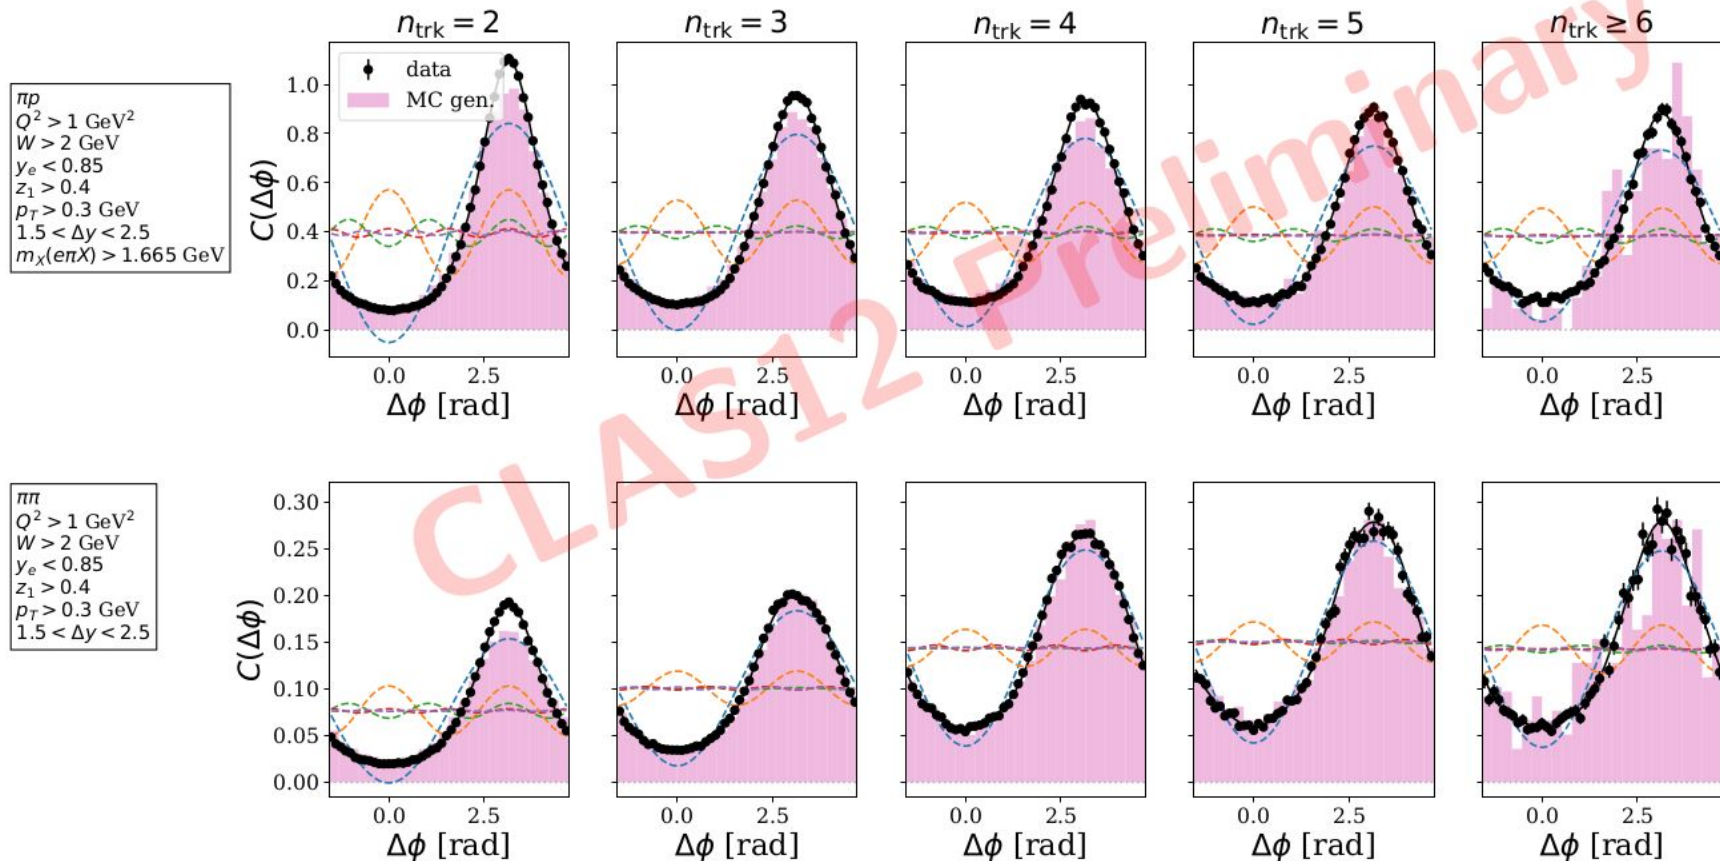 n_trk = 2
n_trk = 3
n_trk = 4
n_trk = 5
n_trk ≥ 6
πp
Q² > 1 GeV²
W > 2 GeV
y_e < 0.85
z_1 > 0.4
p_T > 0.3 GeV
1.5 < Δy < 2.5
m_X(eπX) > 1.665 GeV
data
MC gen.
C(Δϕ)
1.0
0.8
0.6
0.4
0.2
0.0
0.0 2.5
0.0 2.5
0.0 2.5
0.0 2.5
0.0 2.5
Δϕ [rad]
Δϕ [rad]
Δϕ [rad]
Δϕ [rad]
Δϕ [rad]
CLAS12 Preliminary
ππ
Q² > 1 GeV²
W > 2 GeV
y_e < 0.85
z_1 > 0.4
p_T > 0.3 GeV
1.5 < Δy < 2.5
C(Δϕ)
0.30
0.25
0.20
0.15
0.10
0.05
0.00
0.0 2.5
0.0 2.5
0.0 2.5
0.0 2.5
0.0 2.5
Δϕ [rad]
Δϕ [rad]
Δϕ [rad]
Δϕ [rad]
Δϕ [rad]